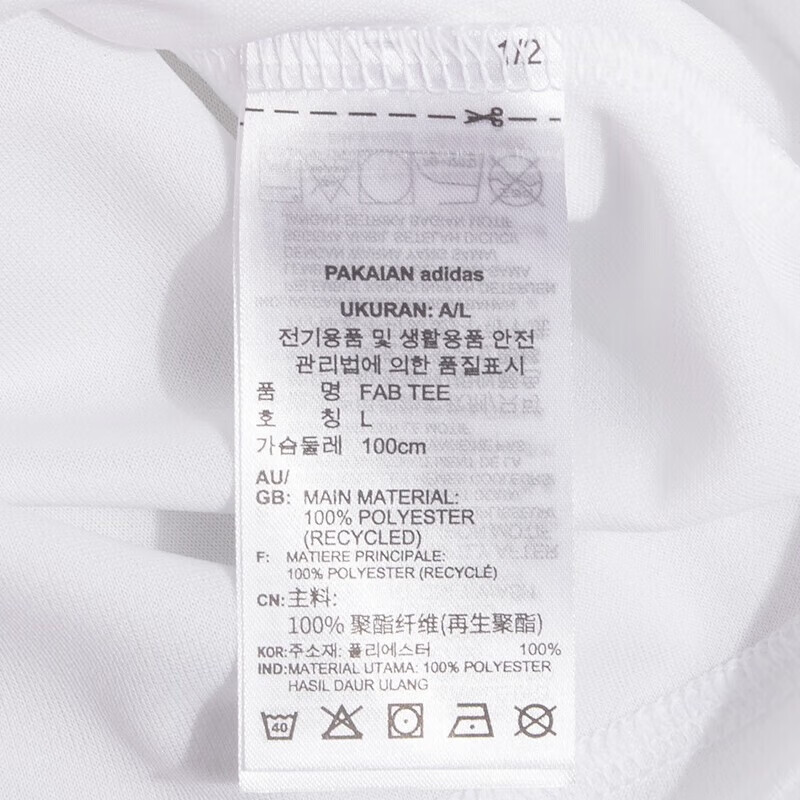 1/2
PAKAIAN adidas
UKURAN: A/L
전기용품 및 생활용품 안전
관리법에 의한 품질표시
품 명 FAB TEE
호 칭 L
가슴둘레 100cm
AU/
GB: MAIN MATERIAL:
100% POLYESTER
(RECYCLED)
F: MATIERE PRINCIPALE:
100% POLYESTER (RECYCLÉ)
CN: 主料:
100% 聚酯纤维(再生聚酯)
KOR: 주소재: 폴리에스터 100%
IND: MATERIAL UTAMA: 100% POLYESTER
HASIL DAUR ULANG
40